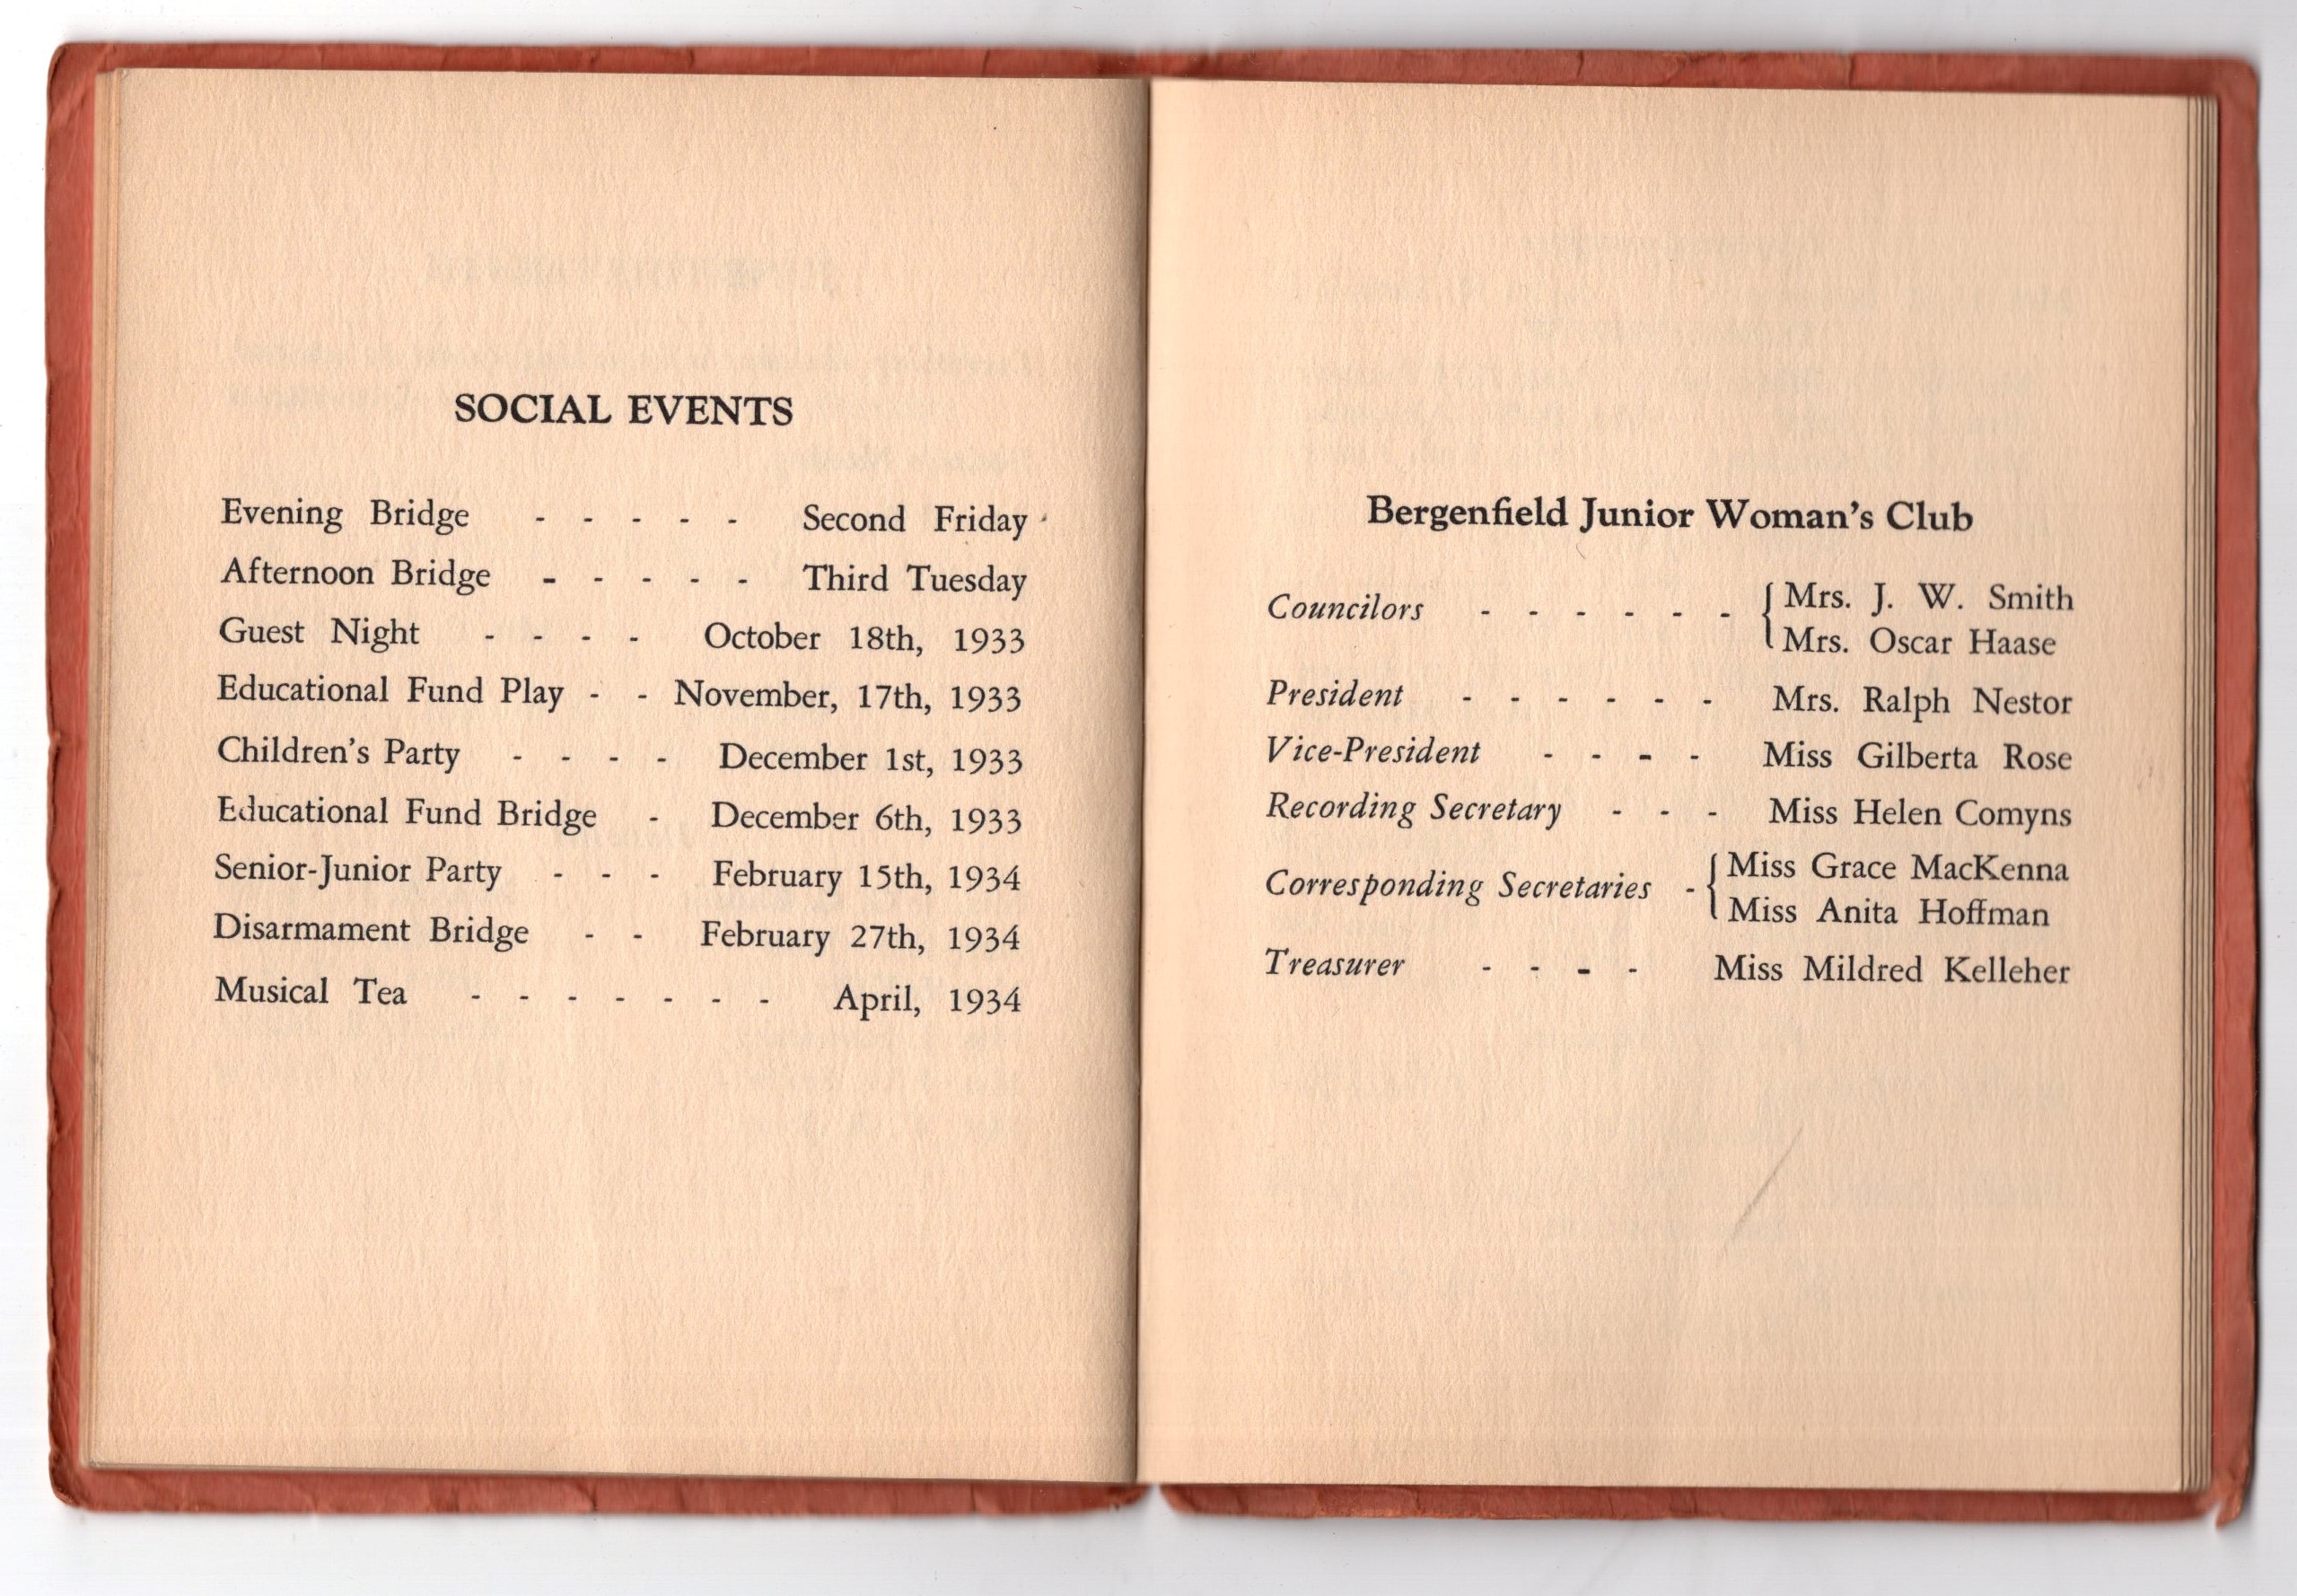 SOCIAL EVENTS
Evening Bridge - - - - - Second Friday
Afternoon Bridge - - - - - Third Tuesday
Guest Night - - - - October 18th, 1933
Educational Fund Play - - November, 17th, 1933
Children's Party - - - - December 1st, 1933
Educational Fund Bridge - December 6th, 1933
Senior-Junior Party - - - February 15th, 1934
Disarmament Bridge - - February 27th, 1934
Musical Tea - - - - - - - April, 1934
Bergenfield Junior Woman's Club
Councilors - - - - - - { Mrs. J. W. Smith
Mrs. Oscar Haase
President - - - - - - Mrs. Ralph Nestor
Vice-President - - - - Miss Gilberta Rose
Recording Secretary - - - Miss Helen Comyns
Corresponding Secretaries - { Miss Grace MacKenna
Miss Anita Hoffman
Treasurer - - - - Miss Mildred Kelleher